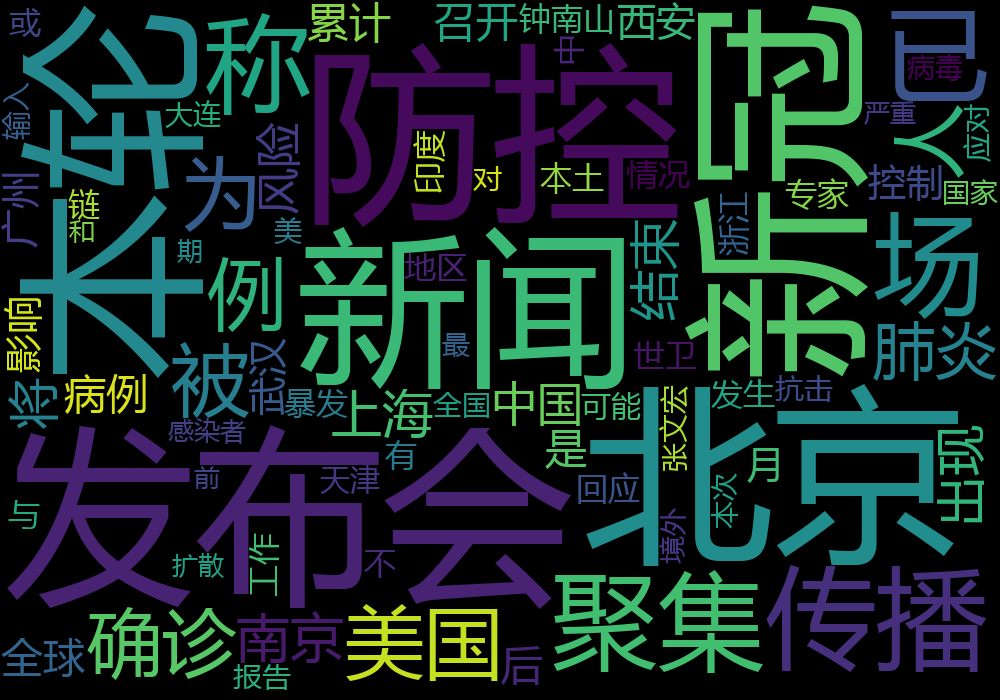 或
累计
召开
钟南山
西安
新冠
已
本轮
称
防控
中
病毒
输入
大连
严重
人
应对
广州
链
和
为
风险
印度
对
本土
情况
专家
控制
国家
浙江
期
美
例
新闻
地区
结束
场
影响
将
病例
被
武汉
暴发
上海
最
全国
中国
可能
世卫
张文宏
发生
抗击
肺炎
感染者
发布会
前
有
天津
是
回应
北京
月
本次
境外
出现
与
扩散
工作
不
聚集
传播
全球
确诊
南京
报告
美国
后